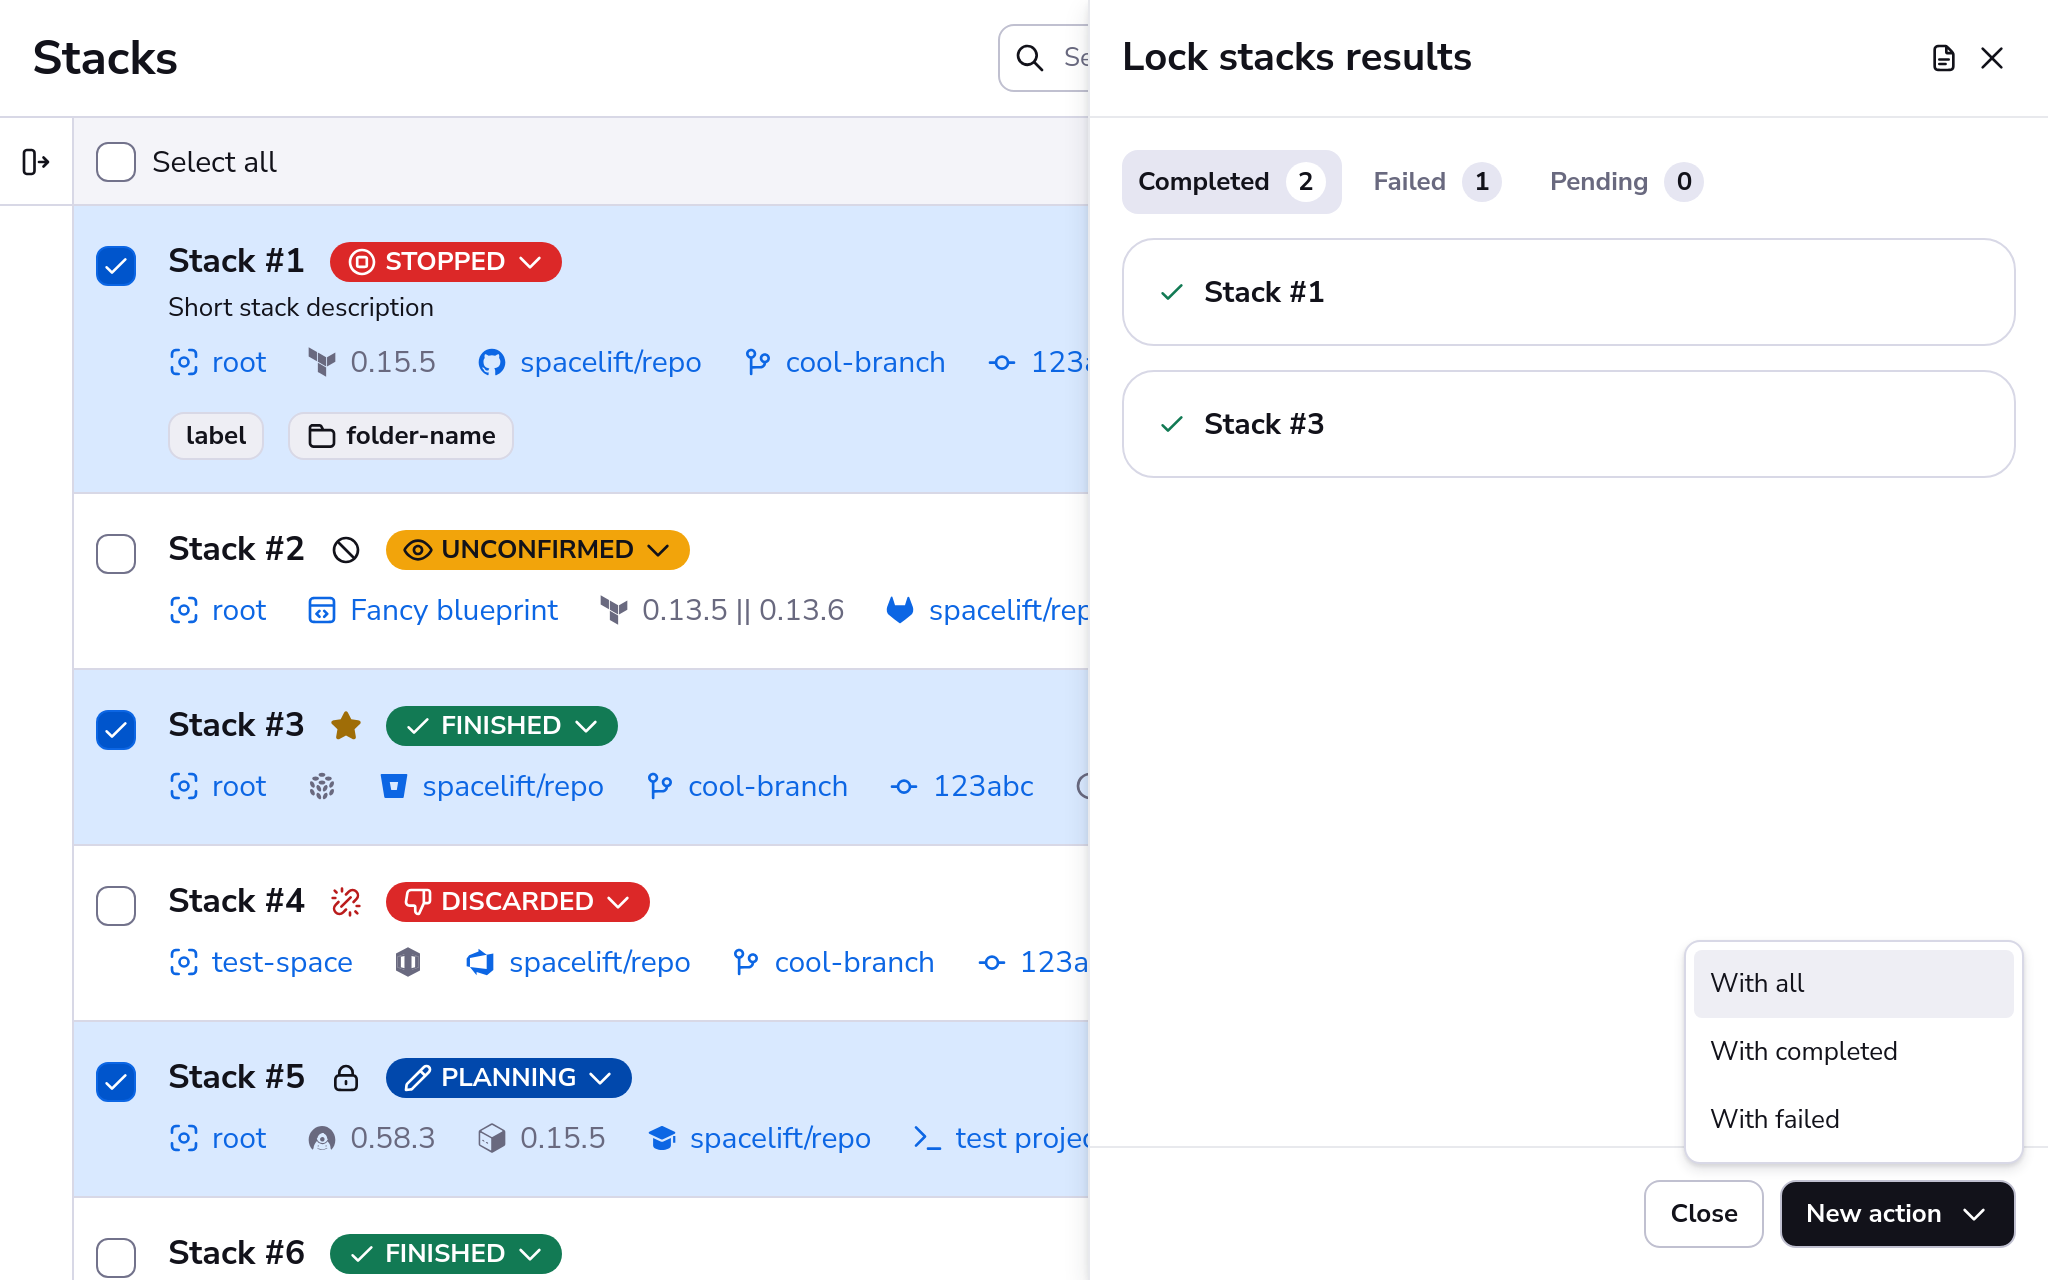 Stacks
Se
Select all
Stack #1 STOPPED
Short stack description
root 0.15.5 spacelift/repo cool-branch 123a
label folder-name
Stack #2 UNCONFIRMED
root Fancy blueprint 0.13.5 || 0.13.6 spacelift/rep
Stack #3 FINISHED
root spacelift/repo cool-branch 123abc
Stack #4 DISCARDED
test-space spacelift/repo cool-branch 123a
Stack #5 PLANNING
root 0.58.3 0.15.5 spacelift/repo test projec
Stack #6 FINISHED
Lock stacks results
Completed 2 Failed 1 Pending 0
Stack #1
Stack #3
With all
With completed
With failed
Close New action